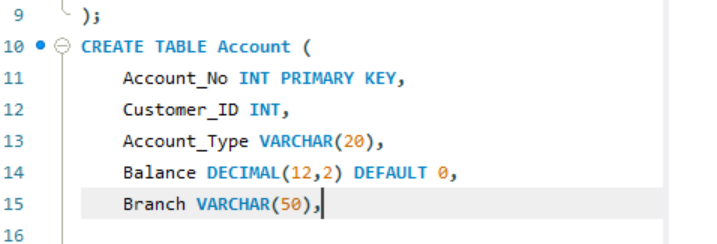 9 );
10 CREATE TABLE Account (
11 Account_No INT PRIMARY KEY,
12 Customer_ID INT,
13 Account_Type VARCHAR(20),
14 Balance DECIMAL(12,2) DEFAULT 0,
15 Branch VARCHAR(50),
16